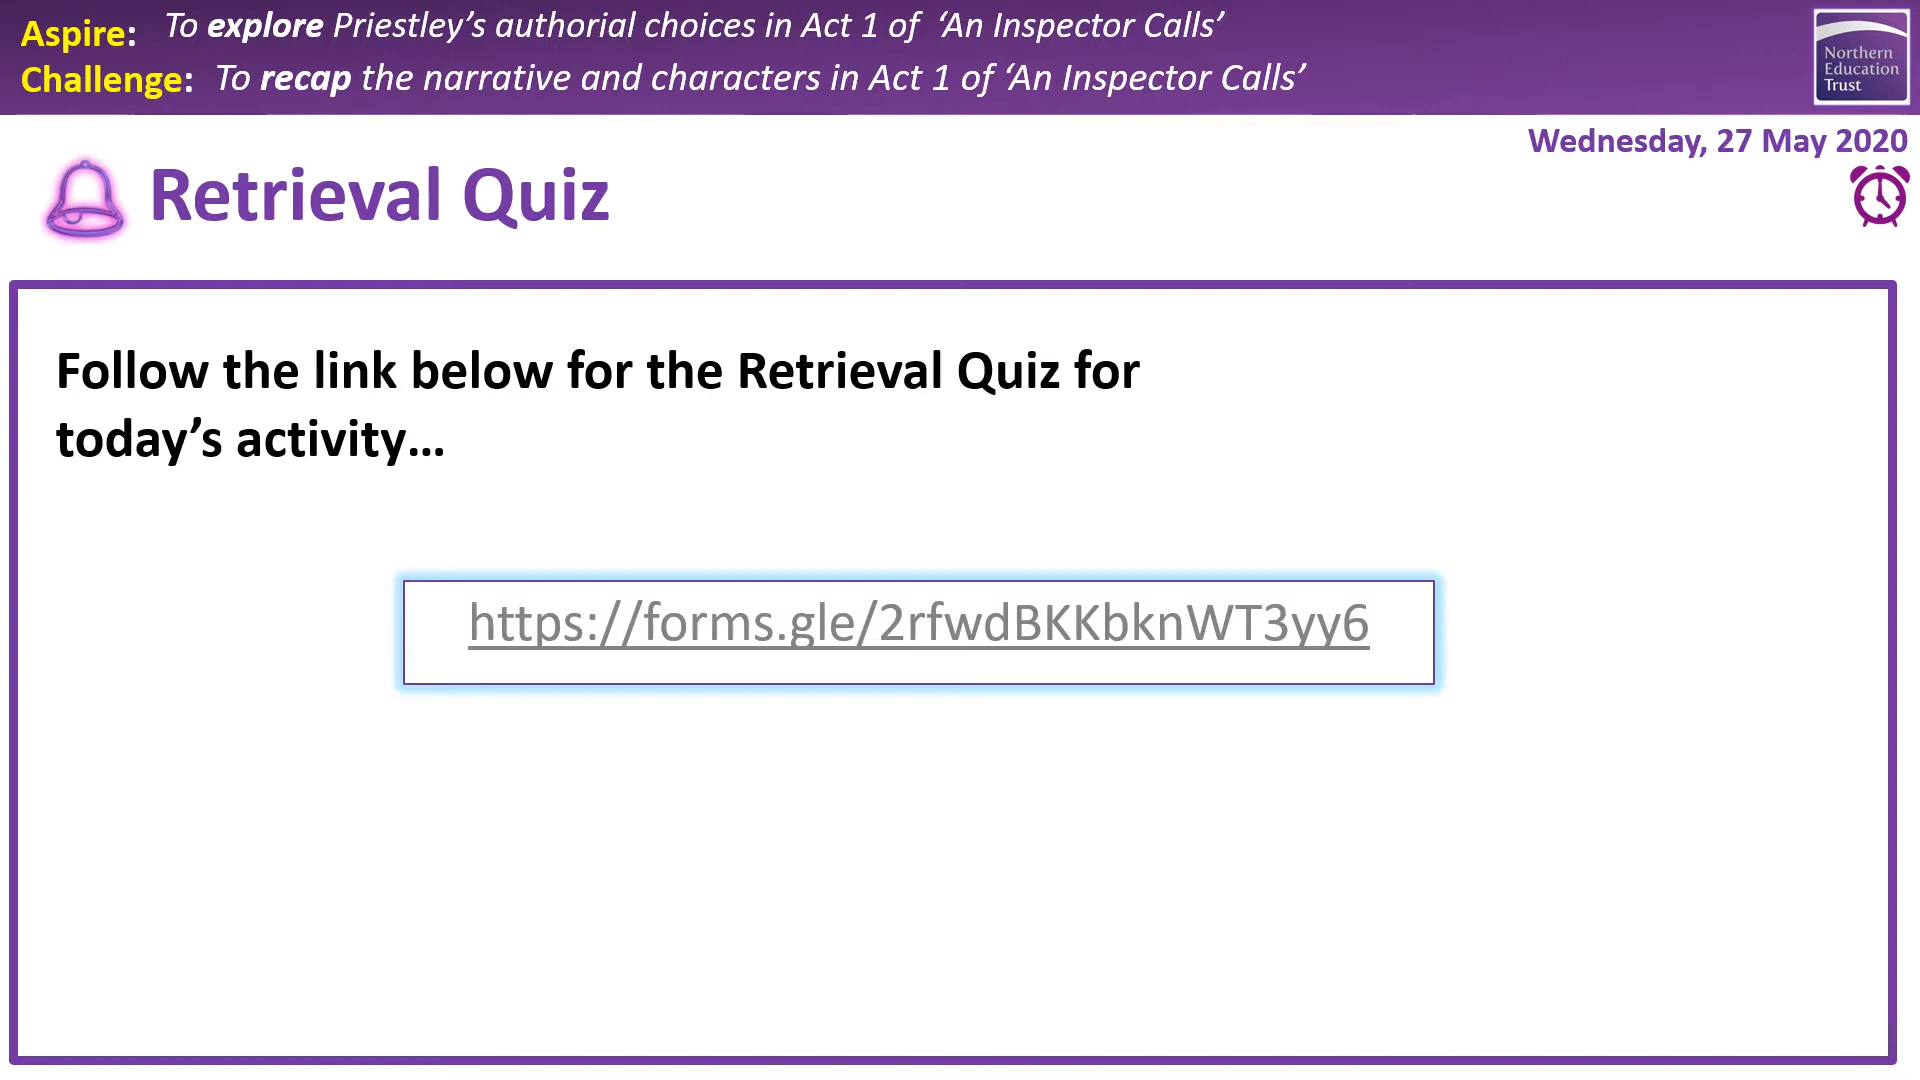 Aspire: To explore Priestley’s authorial choices in Act 1 of ‘An Inspector Calls’
Challenge: To recap the narrative and characters in Act 1 of ‘An Inspector Calls’
Northern
Education
Trust
Wednesday, 27 May 2020
Retrieval Quiz
Follow the link below for the Retrieval Quiz for
today’s activity…
https://forms.gle/2rfwdBKKbknWT3yy6